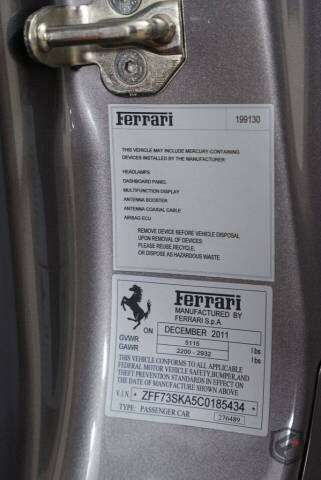 Ferrari 199130
THIS VEHICLE MAY INCLUDE MERCURY-CONTAINING
DEVICES INSTALLED BY THE MANUFACTURER:
HEADLAMPS
DASHBOARD PANEL
MULTIFUNCTION DISPLAY
ANTENNA BOOSTER
ANTENNA COAXIAL CABLE
AIRBAG ECU
REMOVE DEVICE BEFORE VEHICLE DISPOSAL
UPON REMOVAL OF DEVICES:
PLEASE REUSE,RECYCLE,
OR DISPOSE AS HAZARDOUS WASTE
Ferrari
MANUFACTURED BY
FERRARI S.p.A.
ON DECEMBER 2011
GVWR 5115 lbs
GAWR 2200 - 2932 lbs
THIS VEHICLE CONFORMS TO ALL APPLICABLE
FEDERAL MOTOR VEHICLE SAFETY,BUMPER,AND
THEFT PREVENTION STANDARDS IN EFFECT ON
THE DATE OF MANUFACTURE SHOWN ABOVE
V.I.N. * ZFF73SKA5C0185434 *
TYPE: PASSENGER CAR 276489